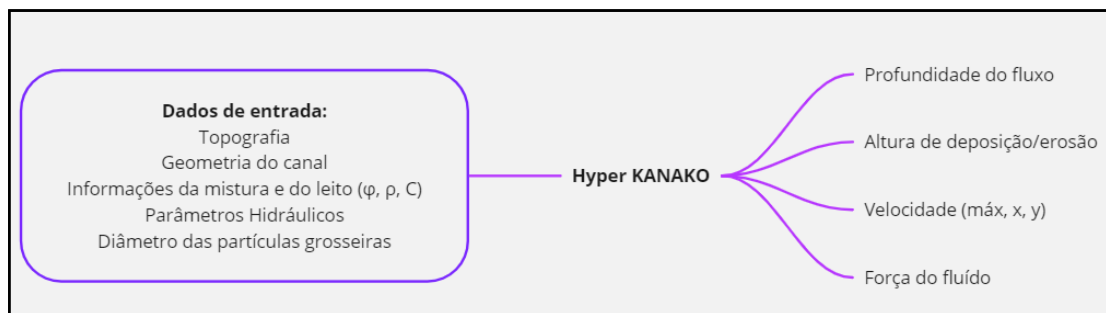 Dados de entrada:
Topografia
Geometria do canal
Informações da mistura e do leito (φ, ρ, C)
Parâmetros Hidráulicos
Diâmetro das partículas grosseiras
Hyper KANAKO
Profundidade do fluxo
Altura de deposição/erosão
Velocidade (máx, x, y)
Força do fluído